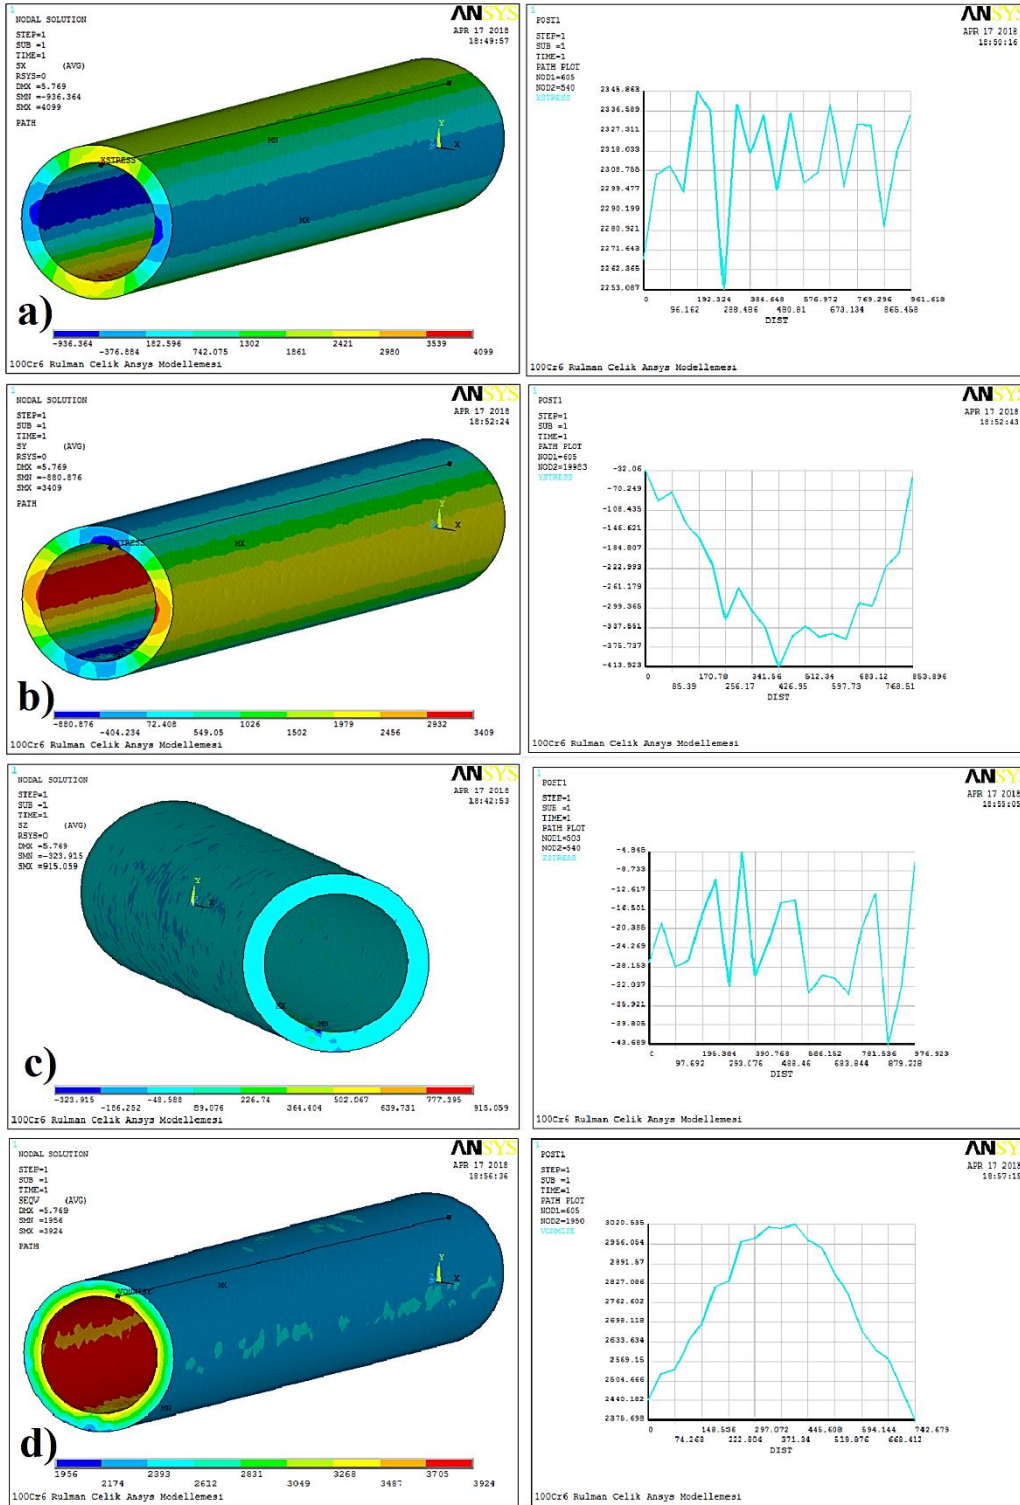 1
NODAL SOLUTION
STEP=1
SUB =1
TIME=1
SX (AVG)
RSYS=0
DMX =5.769
SMN =-936.364
SMX =4099
PATH
ANSYS
APR 17 2018
18:49:57
XSTRESS
MN
MX
Y
X
a)
-936.364 182.596 1302 2421 3539
-376.884 742.075 1861 2980 4099
100Cr6 Rulman Celik Ansys Modellemesi
1
POST1
STEP=1
SUB =1
TIME=1
PATH PLOT
NOD1=605
NOD2=540
XSTRESS
ANSYS
APR 17 2018
18:50:16
2345.868
2336.589
2327.311
2318.033
2308.755
2299.477
2290.199
2280.921
2271.643
2262.365
2253.087
0 192.324 384.648 576.972 769.296 961.619
96.162 288.486 480.81 673.134 865.458
DIST
100Cr6 Rulman Celik Ansys Modellemesi
1
NODAL SOLUTION
STEP=1
SUB =1
TIME=1
SY (AVG)
RSYS=0
DMX =5.769
SMN =-880.876
SMX =3409
PATH
ANSYS
APR 17 2018
18:52:24
MX
Y
X
b)
-880.876 72.408 1026 1979 2932
-404.234 549.05 1502 2456 3409
100Cr6 Rulman Celik Ansys Modellemesi
1
POST1
STEP=1
SUB =1
TIME=1
PATH PLOT
NOD1=605
NOD2=19983
YSTRESS
ANSYS
APR 17 2018
18:52:43
-32.06
-70.249
-108.435
-146.621
-184.807
-222.993
-261.179
-299.365
-337.551
-375.737
-413.923
0 170.78 341.56 512.34 683.12 853.896
85.39 256.17 426.95 597.73 768.51
DIST
100Cr6 Rulman Celik Ansys Modellemesi
1
NODAL SOLUTION
STEP=1
SUB =1
TIME=1
SZ (AVG)
RSYS=0
DMX =5.769
SMN =-323.915
SMX =915.059
ANSYS
APR 17 2018
18:42:53
Y
X
MX
MN
c)
-323.915 -48.588 226.74 502.067 777.395
-186.252 89.076 364.404 639.731 915.059
100Cr6 Rulman Celik Ansys Modellemesi
1
POST1
STEP=1
SUB =1
TIME=1
PATH PLOT
NOD1=503
NOD2=540
ZSTRESS
ANSYS
APR 17 2018
18:55:05
-4.845
-8.733
-12.617
-16.501
-20.385
-24.269
-28.153
-32.037
-35.921
-39.805
-43.689
0 195.384 390.768 586.152 781.536 976.923
97.692 293.076 488.46 683.844 879.228
DIST
100Cr6 Rulman Celik Ansys Modellemesi
1
NODAL SOLUTION
STEP=1
SUB =1
TIME=1
SEQV (AVG)
DMX =5.769
SMN =1956
SMX =3924
PATH
ANSYS
APR 17 2018
18:56:36
MX
MN
Y
X
d)
1956 2393 2831 3268 3705
2174 2612 3049 3487 3924
100Cr6 Rulman Celik Ansys Modellemesi
1
POST1
STEP=1
SUB =1
TIME=1
PATH PLOT
NOD1=605
NOD2=1950
VONMISE
ANSYS
APR 17 2018
18:57:15
3020.535
2956.054
2891.57
2827.086
2762.602
2698.118
2633.634
2569.15
2504.666
2440.182
2375.698
0 148.536 297.072 445.608 594.144 742.679
74.268 222.804 371.34 519.876 668.412
DIST
100Cr6 Rulman Celik Ansys Modellemesi